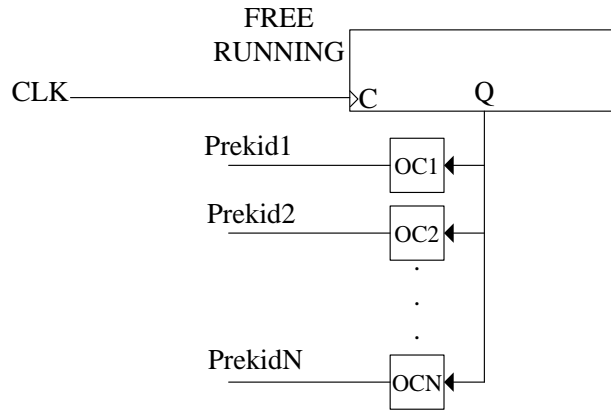 FREE
RUNNING
CLK
C
Q
Prekid1
OC1
Prekid2
OC2
PrekidN
OCN